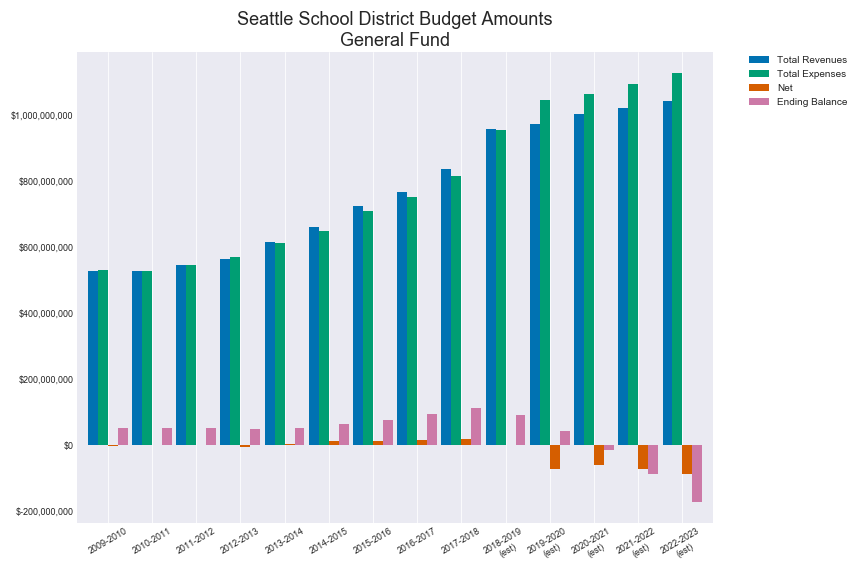 Seattle School District Budget Amounts
General Fund
Total Revenues
Total Expenses
Net
Ending Balance
$1,000,000,000
$800,000,000
$600,000,000
$400,000,000
$200,000,000
$0
$-200,000,000
2009-2010
2010-2011
2011-2012
2012-2013
2013-2014
2014-2015
2015-2016
2016-2017
2017-2018
2018-2019
(est)
2019-2020
(est)
2020-2021
(est)
2021-2022
(est)
2022-2023
(est)